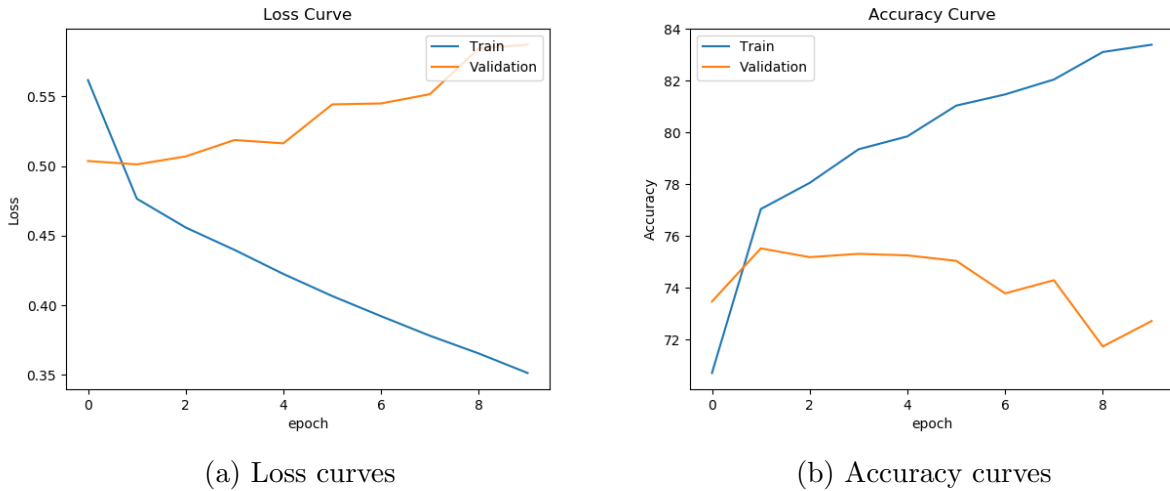 Loss Curve
Train
Validation
0.55
0.50
0.45
0.40
0.35
Loss
0 2 4 6 8
epoch
(a) Loss curves
Accuracy Curve
Train
Validation
84
82
80
78
76
74
72
Accuracy
0 2 4 6 8
epoch
(b) Accuracy curves